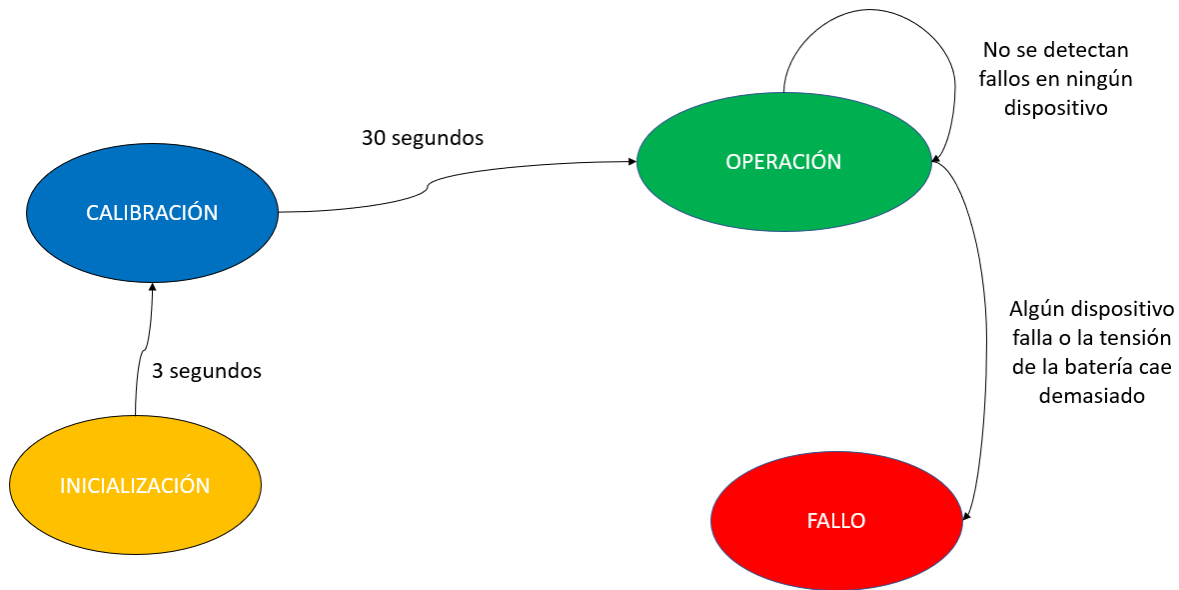 No se detectan
fallos en ningún
dispositivo
30 segundos
OPERACIÓN
CALIBRACIÓN
Algún dispositivo
falla o la tensión
de la batería cae
demasiado
3 segundos
INICIALIZACIÓN
FALLO